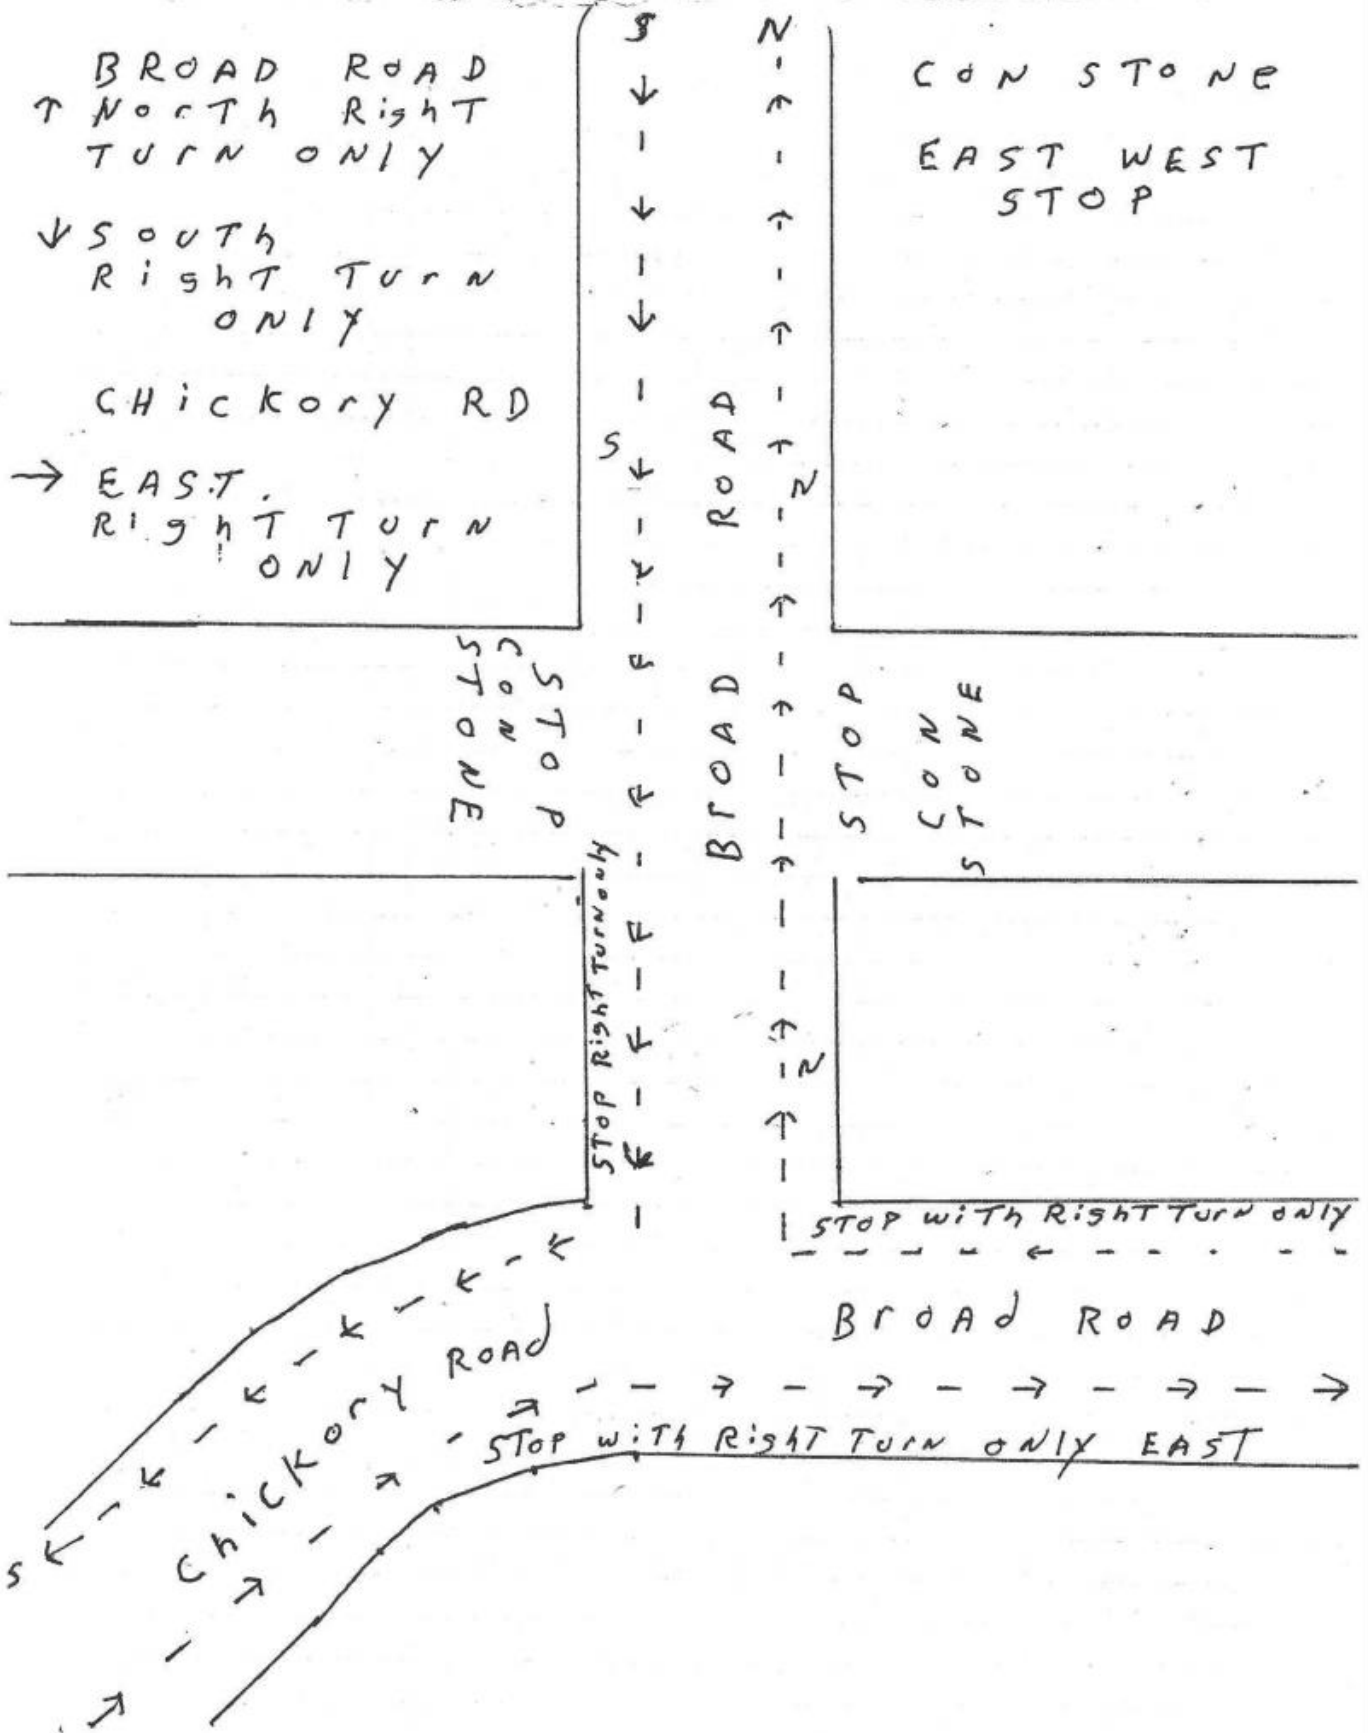 S N
BROAD ROAD
↑ NorTh RighT
TUrN ONlY
↓ SOUTh
RighT TUrN
ONlY
CHickory RD
→ EAST.
RighT TUrN
ONlY
CON STONe
EAST WEST
STOP
S
N
BrOAD ROAD
STOP
CON
STONE
STOP
CON
STONE
STOP RighT TUrN only
N
STOP wiTh RighT TUrN ONlY
BrOAd ROAD
ChickOrY ROAd
STOP wiTh RighT TUrN ONlY EAST
S